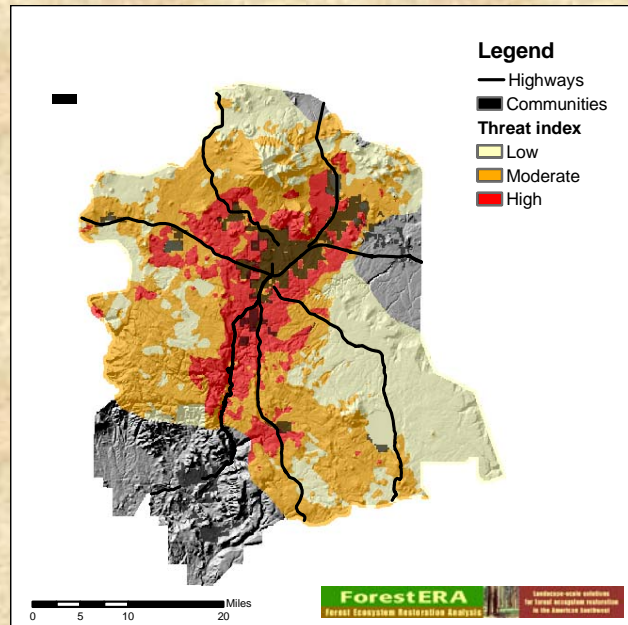 Legend
Highways
Communities
Threat index
Low
Moderate
High
Miles
0 5 10 20
ForestERA
Forest Ecosystem Restoration Analysis
Landscape-scale solutions
for forest ecosystem restoration
in the American Southwest